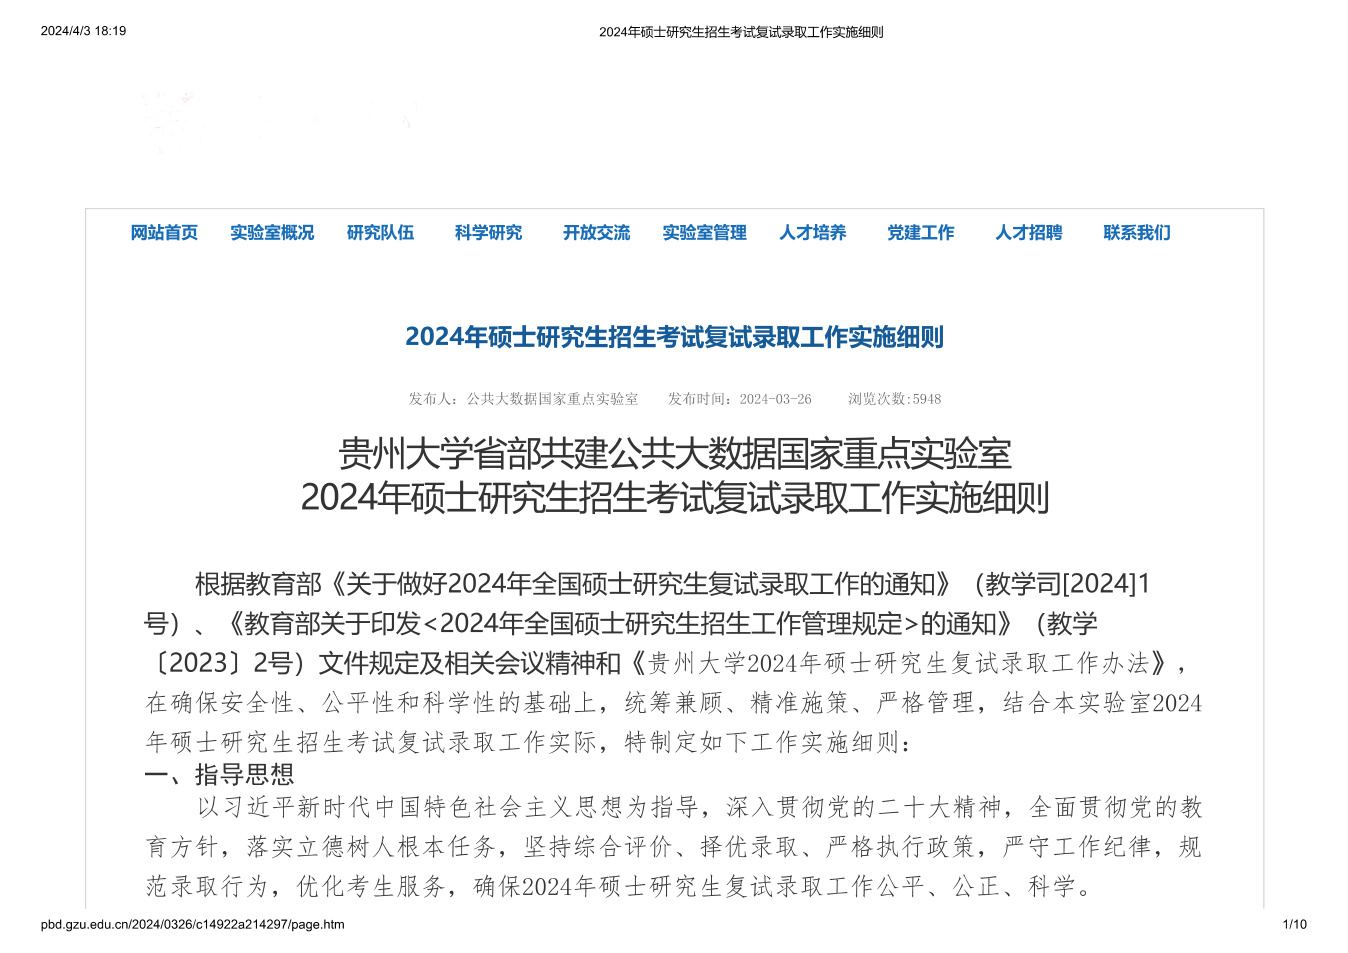 2024/4/3 18:19 2024年硕士研究生招生考试复试录取工作实施细则
网站首页 实验室概况 研究队伍 科学研究 开放交流 实验室管理 人才培养 党建工作 人才招聘 联系我们
2024年硕士研究生招生考试复试录取工作实施细则
发布人：公共大数据国家重点实验室 发布时间：2024-03-26 浏览次数:5948
贵州大学省部共建公共大数据国家重点实验室
2024年硕士研究生招生考试复试录取工作实施细则
根据教育部《关于做好2024年全国硕士研究生复试录取工作的通知》（教学司[2024]1
号）、《教育部关于印发<2024年全国硕士研究生招生工作管理规定>的通知》（教学
〔2023〕2号）文件规定及相关会议精神和《贵州大学2024年硕士研究生复试录取工作办法》，
在确保安全性、公平性和科学性的基础上，统筹兼顾、精准施策、严格管理，结合本实验室2024
年硕士研究生招生考试复试录取工作实际，特制定如下工作实施细则：
一、指导思想
以习近平新时代中国特色社会主义思想为指导，深入贯彻党的二十大精神，全面贯彻党的教
育方针，落实立德树人根本任务，坚持综合评价、择优录取、严格执行政策，严守工作纪律，规
范录取行为，优化考生服务，确保2024年硕士研究生复试录取工作公平、公正、科学。
pbd.gzu.edu.cn/2024/0326/c14922a214297/page.htm 1/10